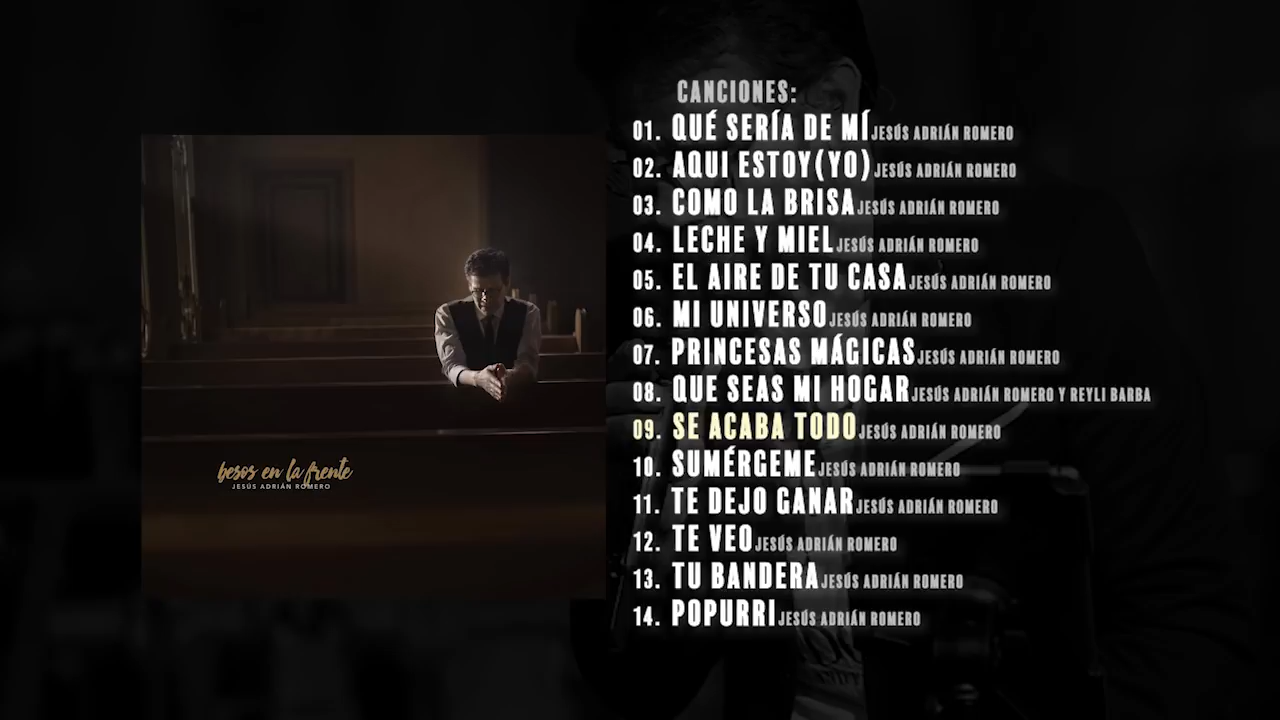 CANCIONES:
01. QUÉ SERÍA DE MÍ JESÚS ADRIÁN ROMERO
02. AQUI ESTOY(YO) JESÚS ADRIÁN ROMERO
03. COMO LA BRISA JESÚS ADRIÁN ROMERO
04. LECHE Y MIEL JESÚS ADRIÁN ROMERO
05. EL AIRE DE TU CASA JESÚS ADRIÁN ROMERO
06. MI UNIVERSO JESÚS ADRIÁN ROMERO
07. PRINCESAS MÁGICAS JESÚS ADRIÁN ROMERO
08. QUE SEAS MI HOGAR JESÚS ADRIÁN ROMERO Y REYLI BARBA
09. SE ACABA TODO JESÚS ADRIÁN ROMERO
10. SUMÉRGEME JESÚS ADRIÁN ROMERO
11. TE DEJO GANAR JESÚS ADRIÁN ROMERO
12. TE VEO JESÚS ADRIÁN ROMERO
13. TU BANDERA JESÚS ADRIÁN ROMERO
14. POPURRI JESÚS ADRIÁN ROMERO
besos en la frente
JESÚS ADRIÁN ROMERO